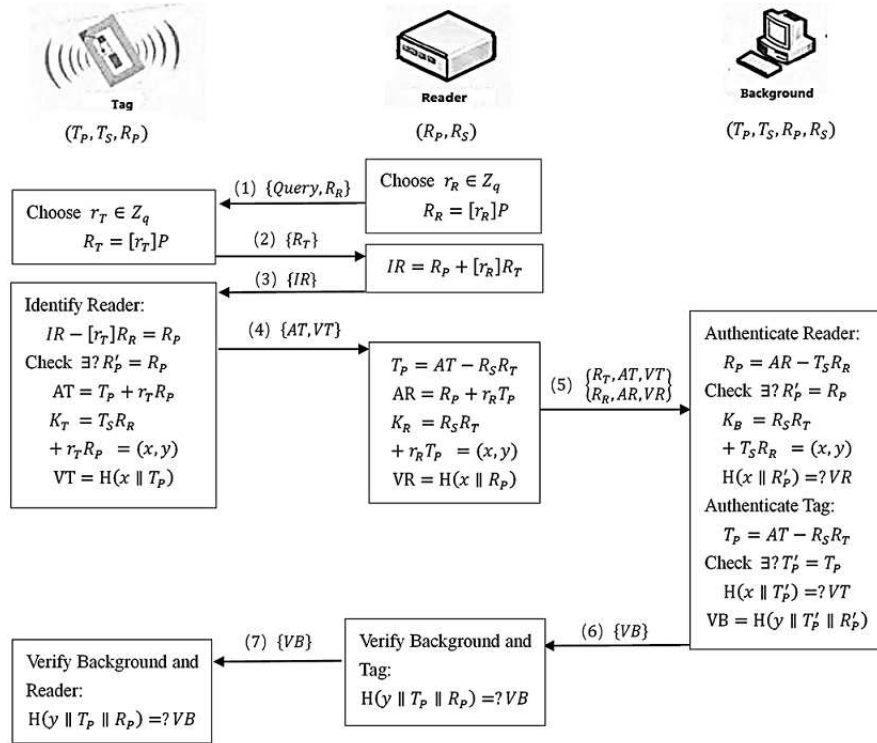 Tag
Reader
Background
(T_P, T_S, R_P)
(R_P, R_S)
(T_P, T_S, R_P, R_S)
(1) {Query, R_R}
Choose r_R ∈ Z_q
R_R = [r_R]P
Choose r_T ∈ Z_q
R_T = [r_T]P
(2) {R_T}
IR = R_P + [r_R]R_T
(3) {IR}
Identify Reader:
IR − [r_T]R_R = R_P
Check ∃? R'_P = R_P
AT = T_P + r_T R_P
K_T = T_S R_R
+ r_T R_P = (x, y)
VT = H(x ∥ T_P)
(4) {AT, VT}
T_P = AT − R_S R_T
AR = R_P + r_R T_P
K_R = R_S R_T
+ r_R T_P = (x, y)
VR = H(x ∥ R_P)
(5) {R_T, AT, VT}
{R_R, AR, VR}
Authenticate Reader:
R_P = AR − T_S R_R
Check ∃? R'_P = R_P
K_B = R_S R_T
+ T_S R_R = (x, y)
H(x ∥ R'_P) =? VR
Authenticate Tag:
T_P = AT − R_S R_T
Check ∃? T'_P = T_P
H(x ∥ T'_P) =? VT
VB = H(y ∥ T'_P ∥ R'_P)
(6) {VB}
Verify Background and
Tag:
H(y ∥ T_P ∥ R_P) =? VB
(7) {VB}
Verify Background and
Reader:
H(y ∥ T_P ∥ R_P) =? VB